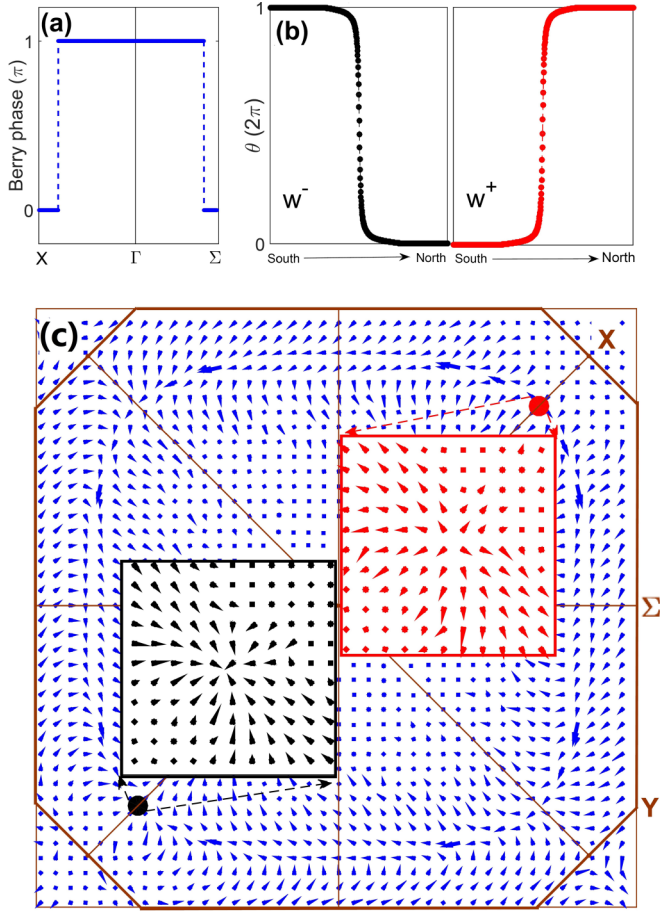 (a)
Berry phase (π)
1
0
X
Γ
Σ
(b)
θ (2π)
1
0
w⁻
w⁺
South
North
South
North
(c)
X
Σ
Y